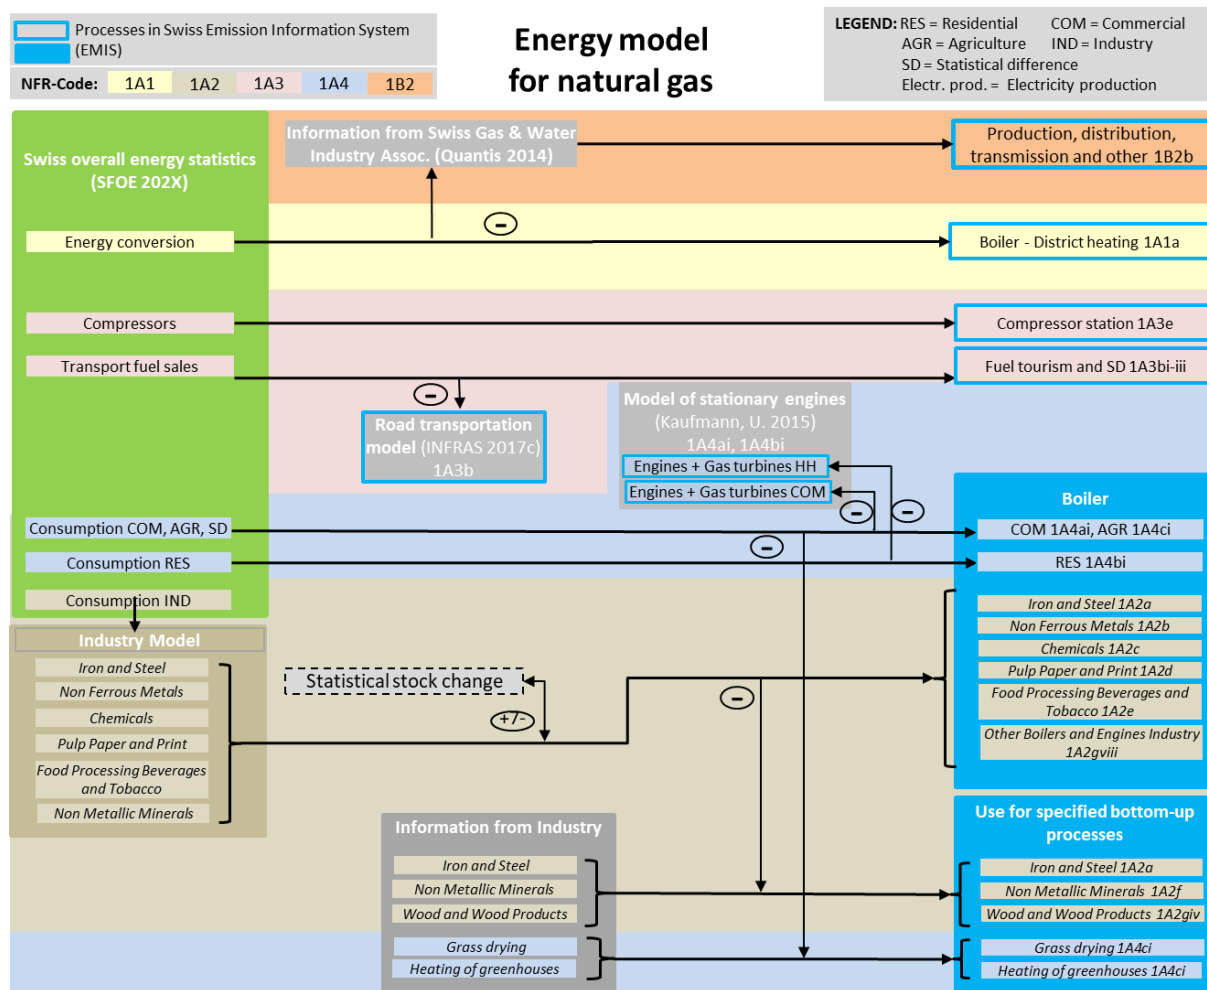 Processes in Swiss Emission Information System
(EMIS)
NFR-Code: 1A1 1A2 1A3 1A4 1B2
Energy model
for natural gas
LEGEND: RES = Residential COM = Commercial
AGR = Agriculture IND = Industry
SD = Statistical difference
Electr. prod. = Electricity production
Swiss overall energy statistics
(SFOE 202X)
Information from Swiss Gas & Water
Industry Assoc. (Quantis 2014)
Production, distribution,
transmission and other 1B2b
-
Energy conversion
Boiler - District heating 1A1a
Compressors
Compressor station 1A3e
Transport fuel sales
Fuel tourism and SD 1A3bi-iii
-
Road transportation
model (INFRAS 2017c)
1A3b
Model of stationary engines
(Kaufmann, U. 2015)
1A4ai, 1A4bi
Engines + Gas turbines HH
Engines + Gas turbines COM
-
-
Boiler
Consumption COM, AGR, SD
COM 1A4ai, AGR 1A4ci
-
Consumption RES
RES 1A4bi
Consumption IND
Industry Model
Iron and Steel
Non Ferrous Metals
Chemicals
Pulp Paper and Print
Food Processing Beverages
and Tobacco
Non Metallic Minerals
Statistical stock change
+7-
-
Iron and Steel 1A2a
Non Ferrous Metals 1A2b
Chemicals 1A2c
Pulp Paper and Print 1A2d
Food Processing Beverages and
Tobacco 1A2e
Other Boilers and Engines Industry
1A2gviii
Information from Industry
Iron and Steel
Non Metallic Minerals
Wood and Wood Products
Grass drying
Heating of greenhouses
Use for specified bottom-up
processes
Iron and Steel 1A2a
Non Metallic Minerals 1A2f
Wood and Wood Products 1A2giv
Grass drying 1A4ci
Heating of greenhouses 1A4ci